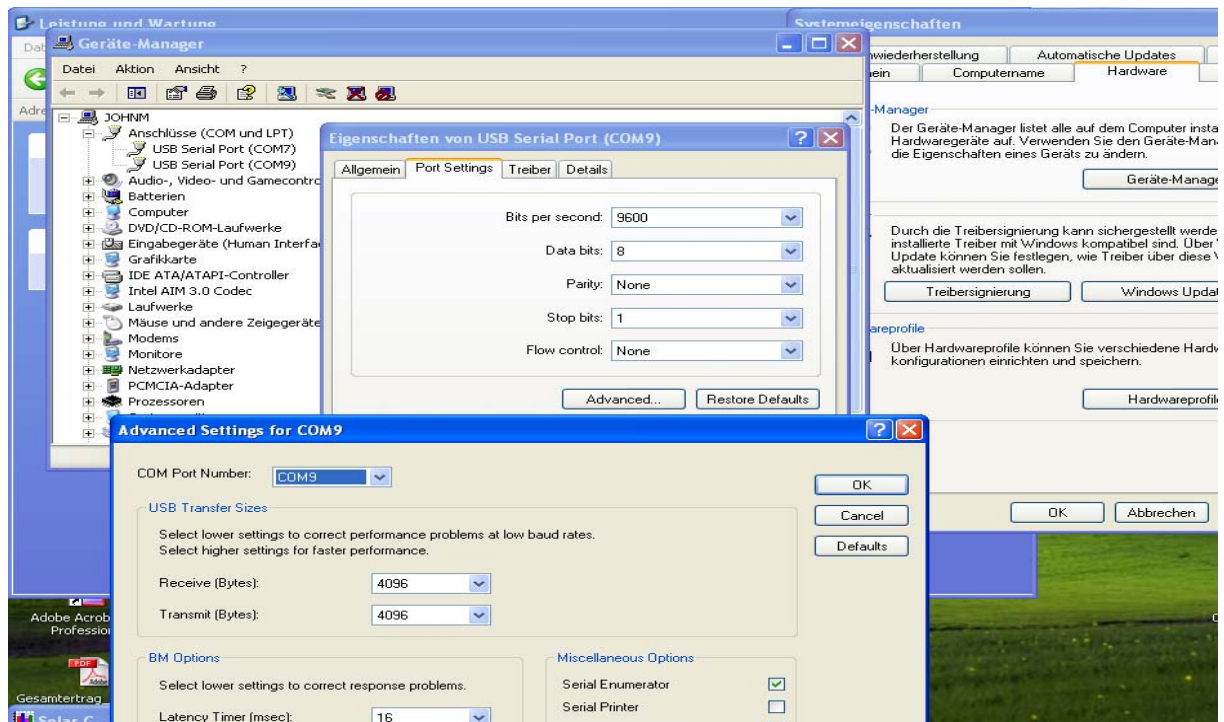 Leistung und Wartung
Systemeigenschaften
Geräte-Manager
Datei Aktion Ansicht ?
JOHNM
Anschlüsse (COM und LPT)
USB Serial Port (COM7)
USB Serial Port (COM9)
Audio-, Video- und Gamecontro
Batterien
Computer
DVD/CD-ROM-Laufwerke
Eingabegeräte (Human Interfa
Grafikkarte
IDE ATA/ATAPI-Controller
Intel AIM 3.0 Codec
Laufwerke
Mäuse und andere Zeigegeräte
Modems
Monitore
Netzwerkadapter
PCMCIA-Adapter
Prozessoren
Eigenschaften von USB Serial Port (COM9)
Allgemein Port Settings Treiber Details
Bits per second: 9600
Data bits: 8
Parity: None
Stop bits: 1
Flow control: None
Advanced... Restore Defaults
wiederherstellung Automatische Updates
ein Computername Hardware
-Manager
Der Geräte-Manager listet alle auf dem Computer insta
Hardwaregeräte auf. Verwenden Sie den Geräte-Man
die Eigenschaften eines Geräts zu ändern.
Geräte-Manage
Durch die Treibersignierung kann sichergestellt werde
installierte Treiber mit Windows kompatibel sind. Über
Update können Sie festlegen, wie Treiber über diese
aktualisiert werden sollen.
Treibersignierung Windows Updat
areprofile
Über Hardwareprofile können Sie verschiedene Hardw
konfigurationen einrichten und speichern.
Hardwareprofile
OK Abbrechen
Advanced Settings for COM9
COM Port Number: COM9
OK
Cancel
Defaults
USB Transfer Sizes
Select lower settings to correct performance problems at low baud rates.
Select higher settings for faster performance.
Receive (Bytes): 4096
Transmit (Bytes): 4096
BM Options
Select lower settings to correct response problems.
Latency Timer (msec): 16
Miscellaneous Options
Serial Enumerator
Serial Printer
Adobe Acrob
Profession
PDF
Adobe
Gesamtertrag
Solar C